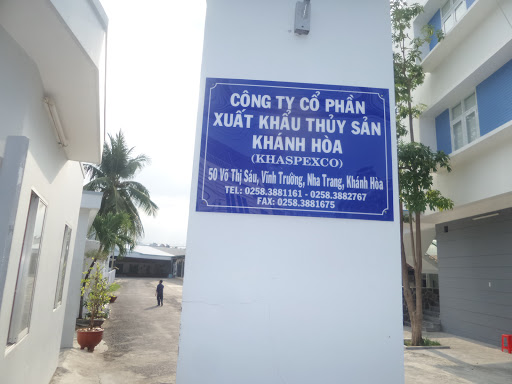 CÔNG TY CỔ PHẦN
XUẤT KHẨU THỦY SẢN
KHÁNH HÒA
(KHASPEXCO)
50 Võ Thị Sáu, Vĩnh Trường, Nha Trang, Khánh Hòa
TEL: 0258.3881161 - 0258.3882767
FAX: 0258.3881675